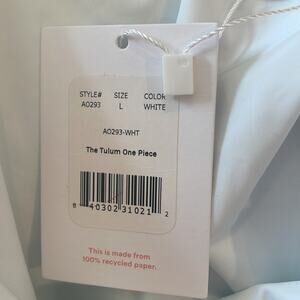 STYLE# SIZE COLOR
A0293 L WHITE
A0293-WHT
The Tulum One Piece
8 40302 31021 2
This is made from
100% recycled paper.